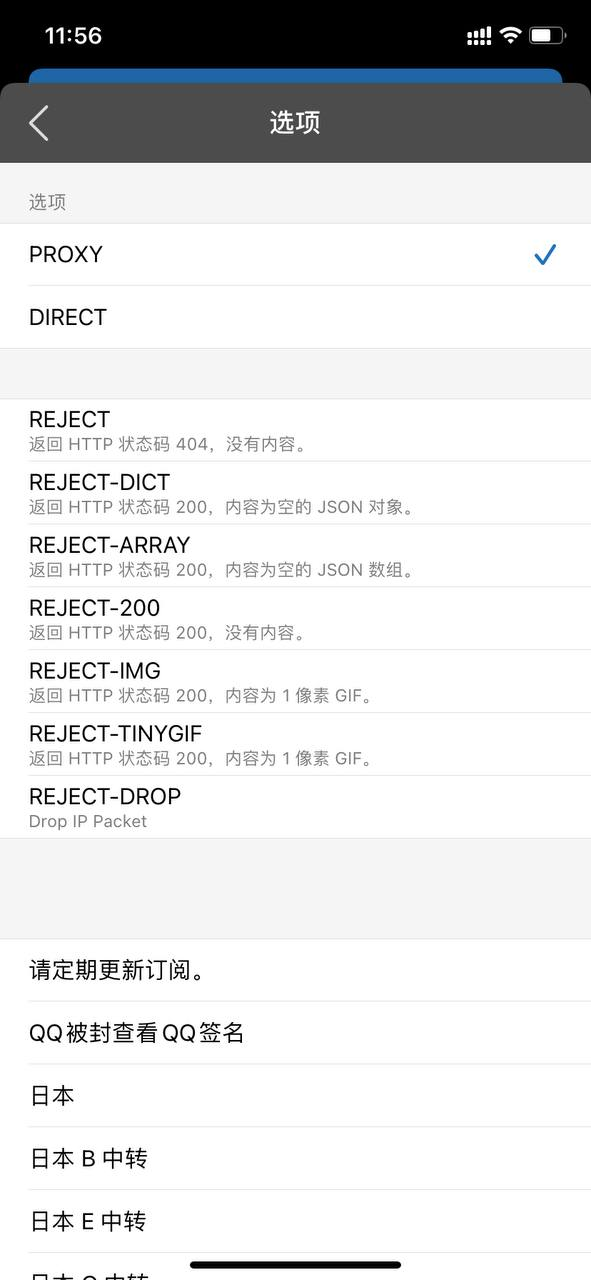 11:56
选项
选项
PROXY
DIRECT
REJECT
返回 HTTP 状态码 404，没有内容。
REJECT-DICT
返回 HTTP 状态码 200，内容为空的 JSON 对象。
REJECT-ARRAY
返回 HTTP 状态码 200，内容为空的 JSON 数组。
REJECT-200
返回 HTTP 状态码 200，没有内容。
REJECT-IMG
返回 HTTP 状态码 200，内容为 1 像素 GIF。
REJECT-TINYGIF
返回 HTTP 状态码 200，内容为 1 像素 GIF。
REJECT-DROP
Drop IP Packet
请定期更新订阅。
QQ被封查看QQ签名
日本
日本 B 中转
日本 E 中转